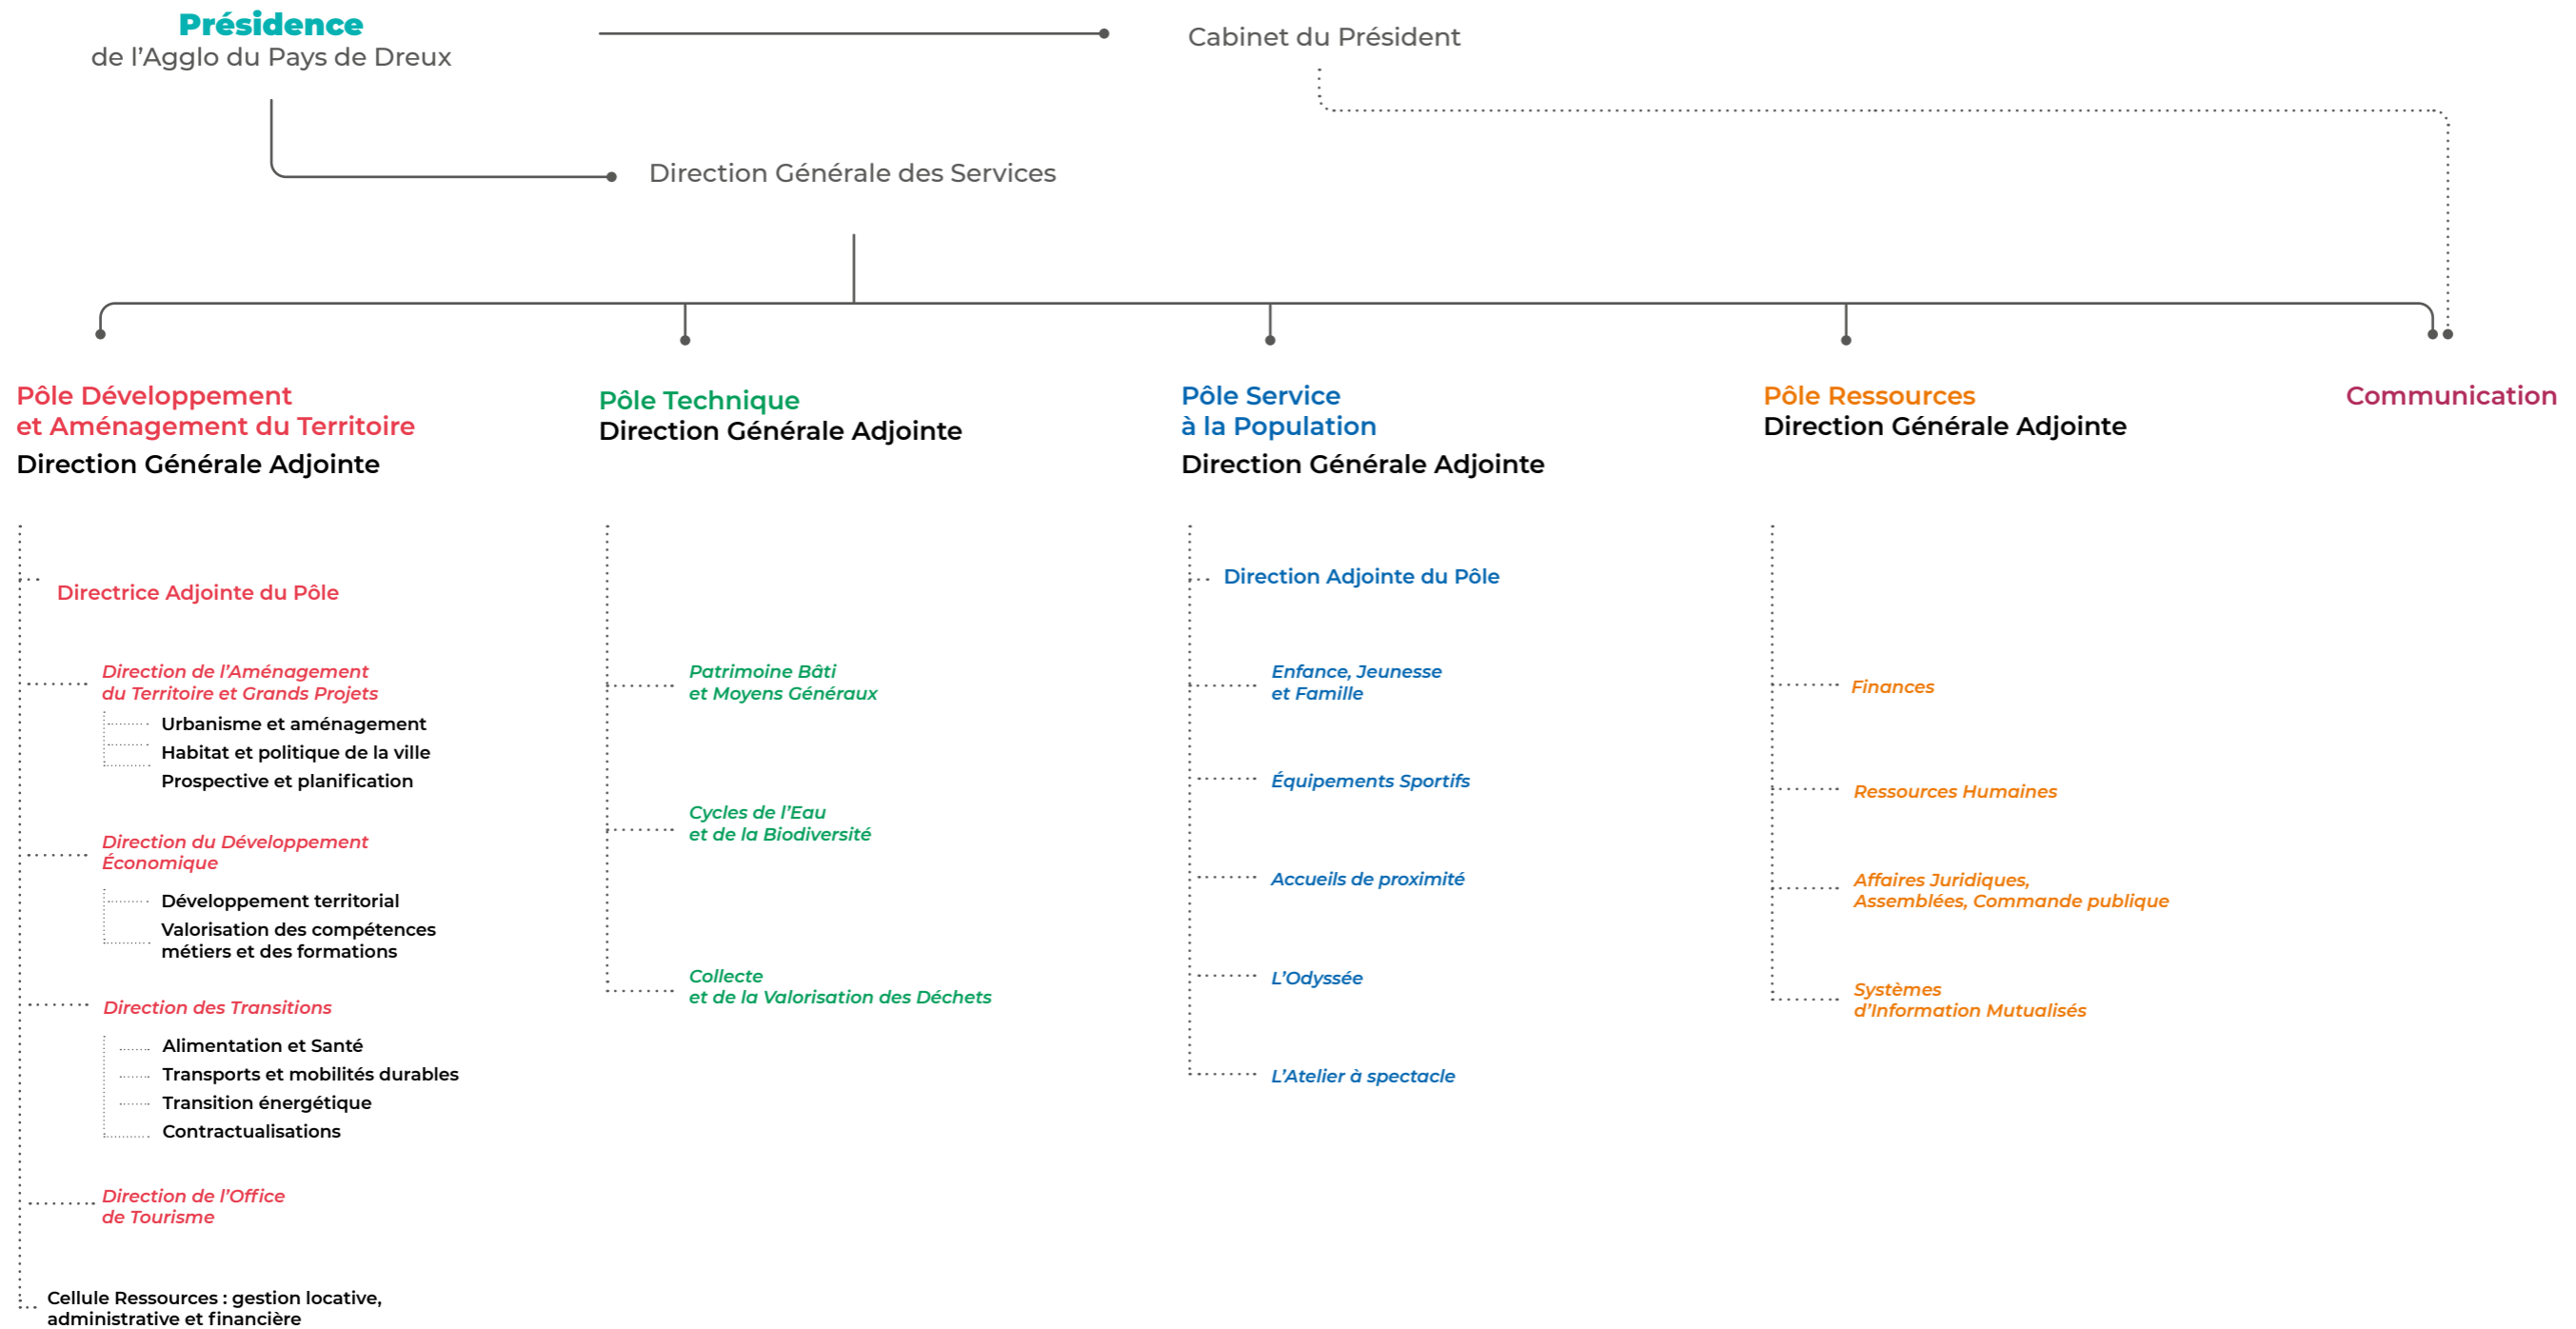 Présidence
de l’Agglo du Pays de Dreux
Cabinet du Président
Direction Générale des Services
Pôle Développement
et Aménagement du Territoire
Direction Générale Adjointe
Directrice Adjointe du Pôle
Direction de l’Aménagement
du Territoire et Grands Projets
Urbanisme et aménagement
Habitat et politique de la ville
Prospective et planification
Direction du Développement
Économique
Développement territorial
Valorisation des compétences
métiers et des formations
Direction des Transitions
Alimentation et Santé
Transports et mobilités durables
Transition énergétique
Contractualisations
Direction de l’Office
de Tourisme
Cellule Ressources : gestion locative,
administrative et financière
Pôle Technique
Direction Générale Adjointe
Patrimoine Bâti
et Moyens Généraux
Cycles de l’Eau
et de la Biodiversité
Collecte
et de la Valorisation des Déchets
Pôle Service
à la Population
Direction Générale Adjointe
Direction Adjointe du Pôle
Enfance, Jeunesse
et Famille
Équipements Sportifs
Accueils de proximité
L’Odyssée
L’Atelier à spectacle
Pôle Ressources
Direction Générale Adjointe
Finances
Ressources Humaines
Affaires Juridiques,
Assemblées, Commande publique
Systèmes
d’Information Mutualisés
Communication